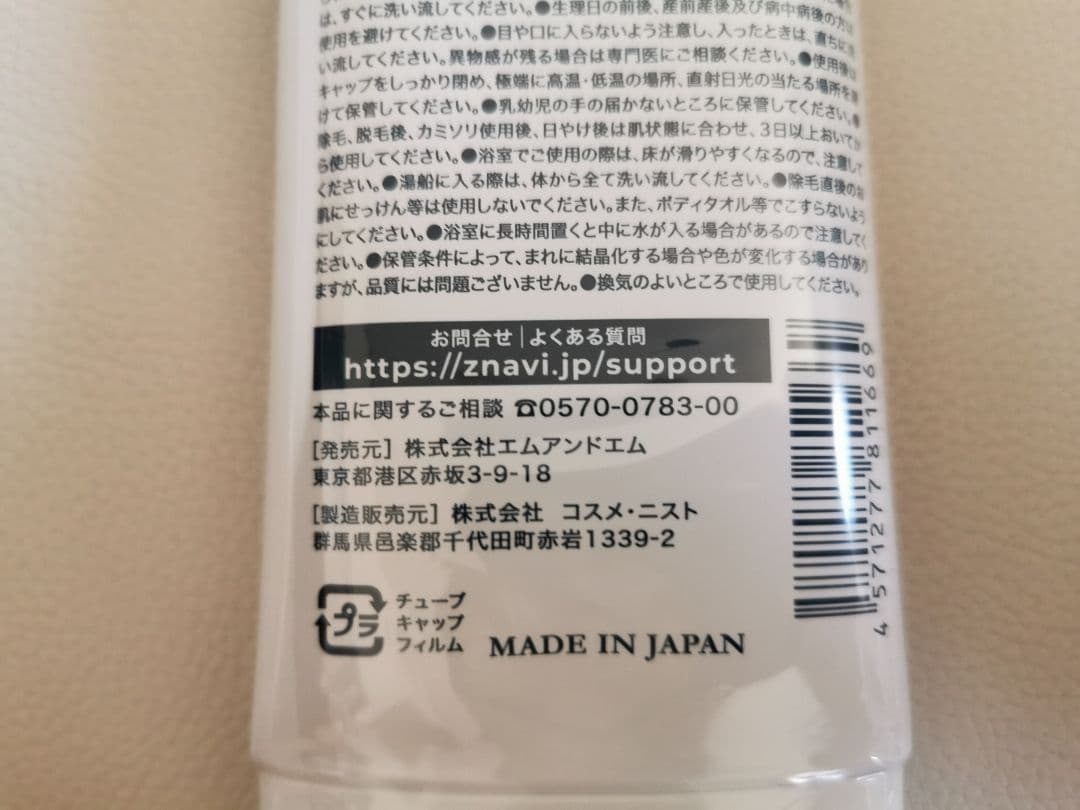 は、すぐに洗い流してください。●生理日の前後、産前産後及び病中病後の方は
使用を避けてください。●目や口に入らないよう注意し、入ったときは、直ちに
い流してください。異物感が残る場合は専門医にご相談ください。●使用後は
キャップをしっかり閉め、極端に高温・低温の場所、直射日光の当たる場所を
けて保管してください。●乳幼児の手の届かないところに保管してください。●
除毛、脱毛後、カミソリ使用後、日やけ後は肌状態に合わせ、3日以上おいてか
ら使用してください。●浴室でご使用の際は、床が滑りやすくなるので、注意して
ください。●湯船に入る際は、体から全て洗い流してください。●除毛直後の
肌にせっけん等は使用しないでください。また、ボディタオル等でこすらないよう
にしてください。●浴室に長時間置くと中に水が入る場合があるので注意してく
ださい。●保管条件によって、まれに結晶化する場合や色が変化する場合があり
ますが、品質には問題ございません。●換気のよいところで使用してください。
お問合せ|よくある質問
https://znavi.jp/support
本品に関するご相談 ☎0570-0783-00
[発売元] 株式会社エムアンドエム
東京都港区赤坂3-9-18
[製造販売元] 株式会社 コスメ・ニスト
群馬県邑楽郡千代田町赤岩1339-2
プラ
チューブ
キャップ
フィルム
MADE IN JAPAN
4571277811669